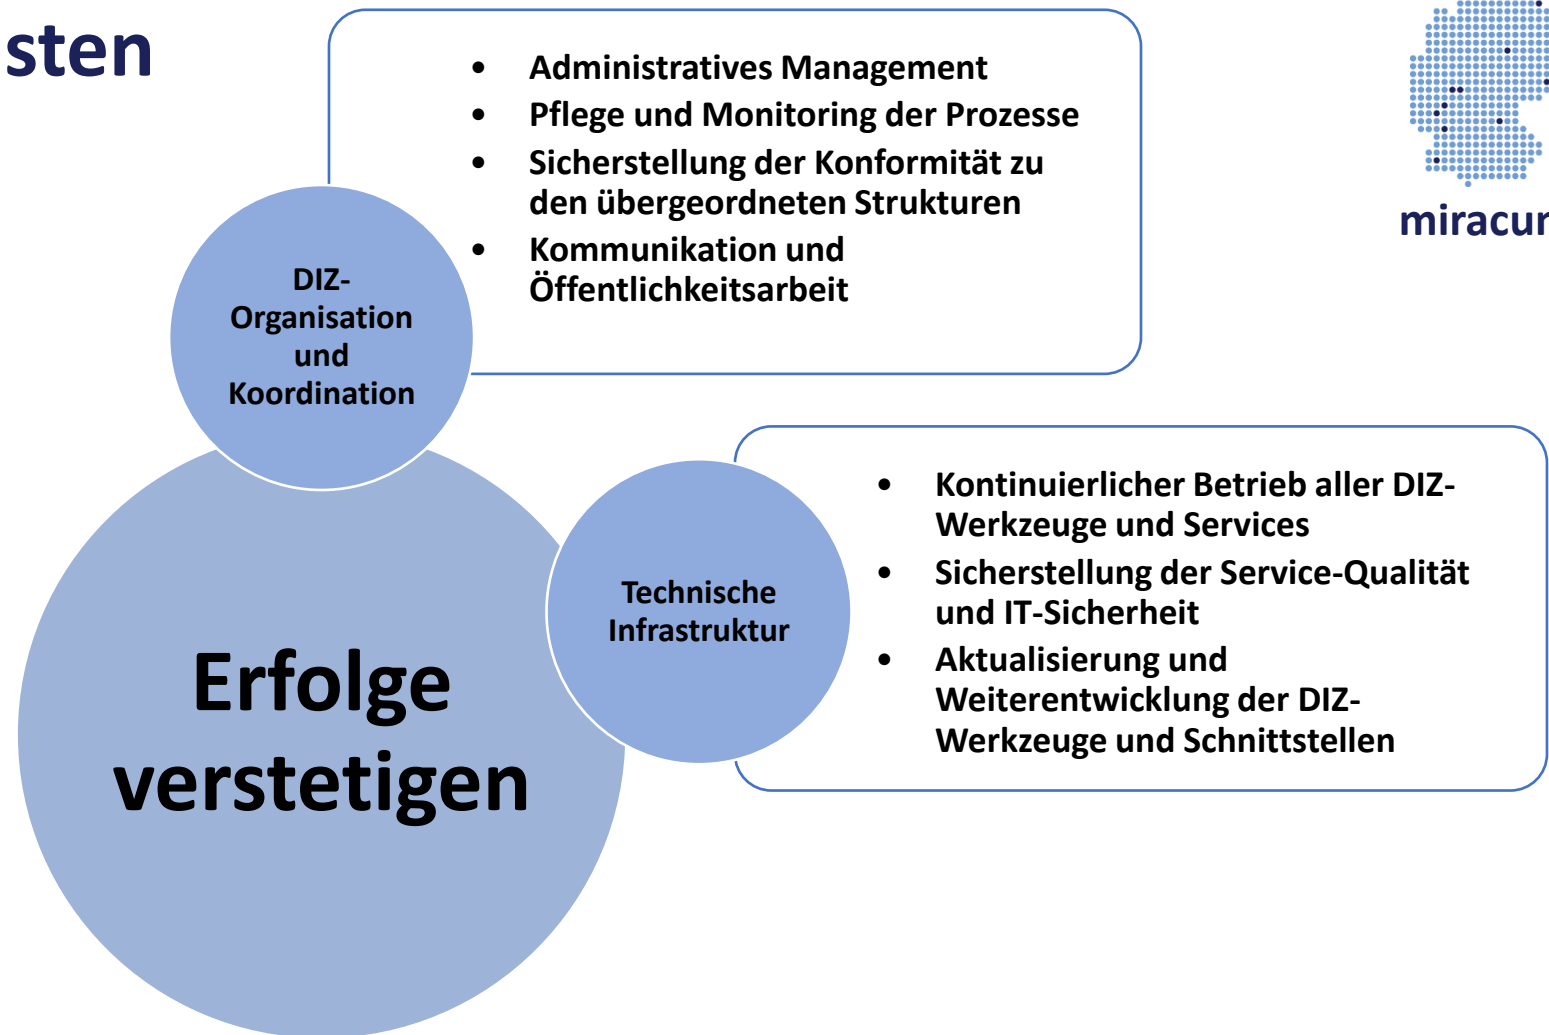 sten
• Administratives Management
• Pflege und Monitoring der Prozesse
• Sicherstellung der Konformität zu
den übergeordneten Strukturen
• Kommunikation und
Öffentlichkeitsarbeit
miracur
DIZ-
Organisation
und
Koordination
• Kontinuierlicher Betrieb aller DIZ-
Werkzeuge und Services
• Sicherstellung der Service-Qualität
und IT-Sicherheit
• Aktualisierung und
Weiterentwicklung der DIZ-
Werkzeuge und Schnittstellen
Technische
Infrastruktur
Erfolge
verstetigen